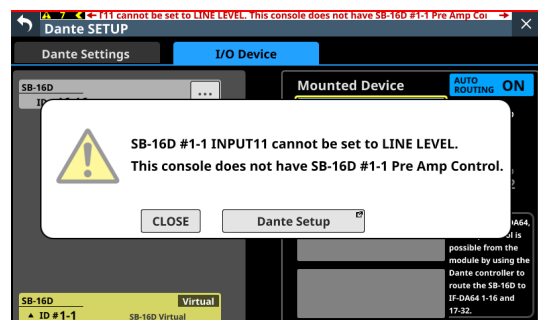 7 ← f11 cannot be set to LINE LEVEL. This console does not have SB-16D #1-1 Pre Amp Co →
Dante SETUP
Dante Settings
I/O Device
SB-16D
...
Mounted Device
AUTO ROUTING ON
SB-16D #1-1 INPUT11 cannot be set to LINE LEVEL.
This console does not have SB-16D #1-1 Pre Amp Control.
CLOSE
Dante Setup
possible from the
module by using the
Dante controller to
route the SB-16D to
IF-DA64 1-16 and
17-32.
SB-16D
Virtual
▲ ID #1-1
SB-16D Virtual